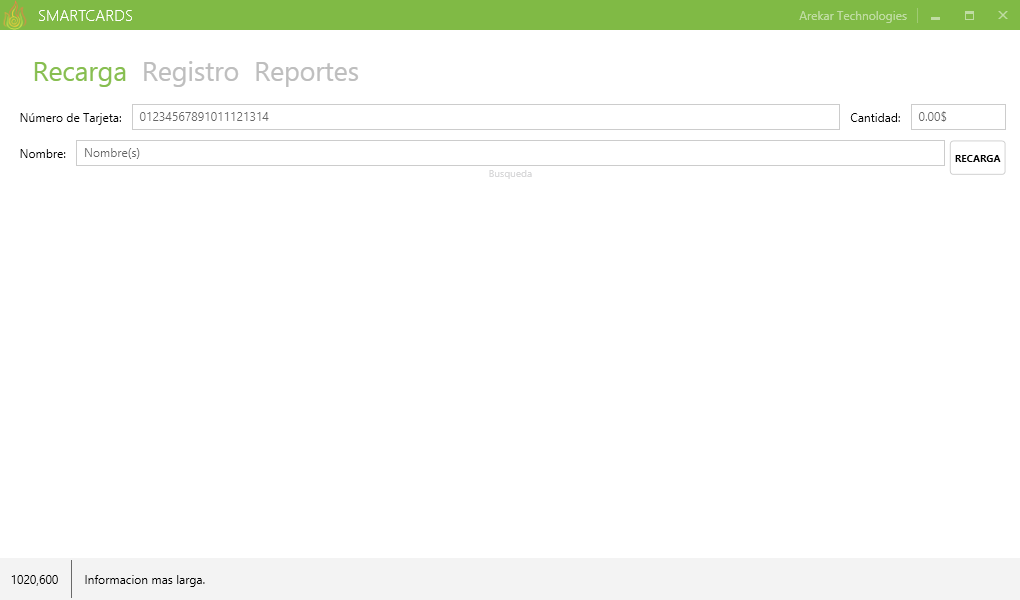 SMARTCARDS Arekar Technologies
Recarga Registro Reportes
Número de Tarjeta: 01234567891011121314 Cantidad: 0.00$
Nombre: Nombre(s) RECARGA
Busqueda
1020,600 Informacion mas larga.